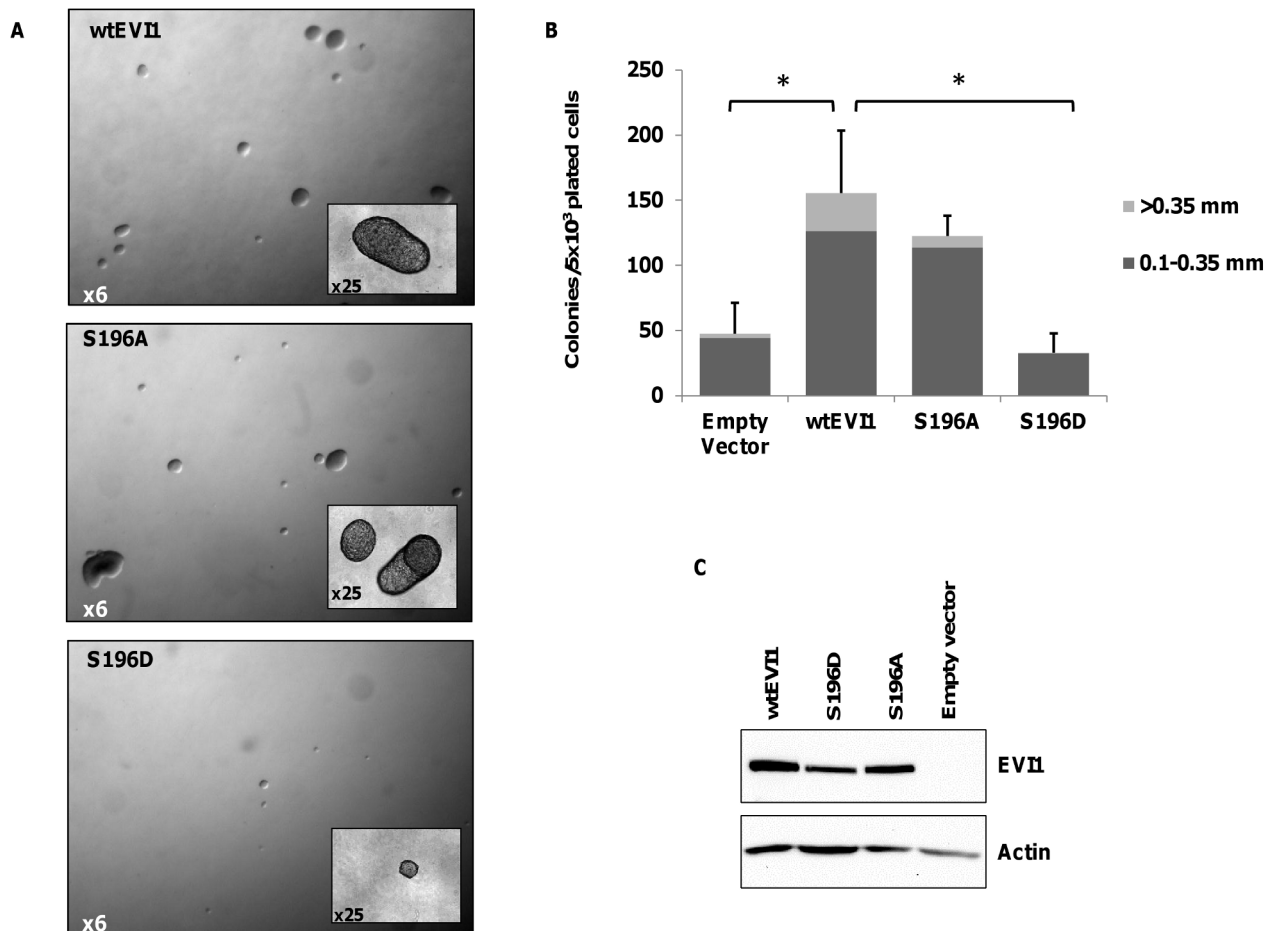 A
wtEVI1
x25
x6
S196A
x25
x6
S196D
x25
x6
B
Colonies/5x10³ plated cells
250
200
150
100
50
0
*
*
Empty Vector
wtEVI1
S196A
S196D
>0.35 mm
0.1-0.35 mm
C
wtEVI1
S196D
S196A
Empty vector
EVI1
Actin